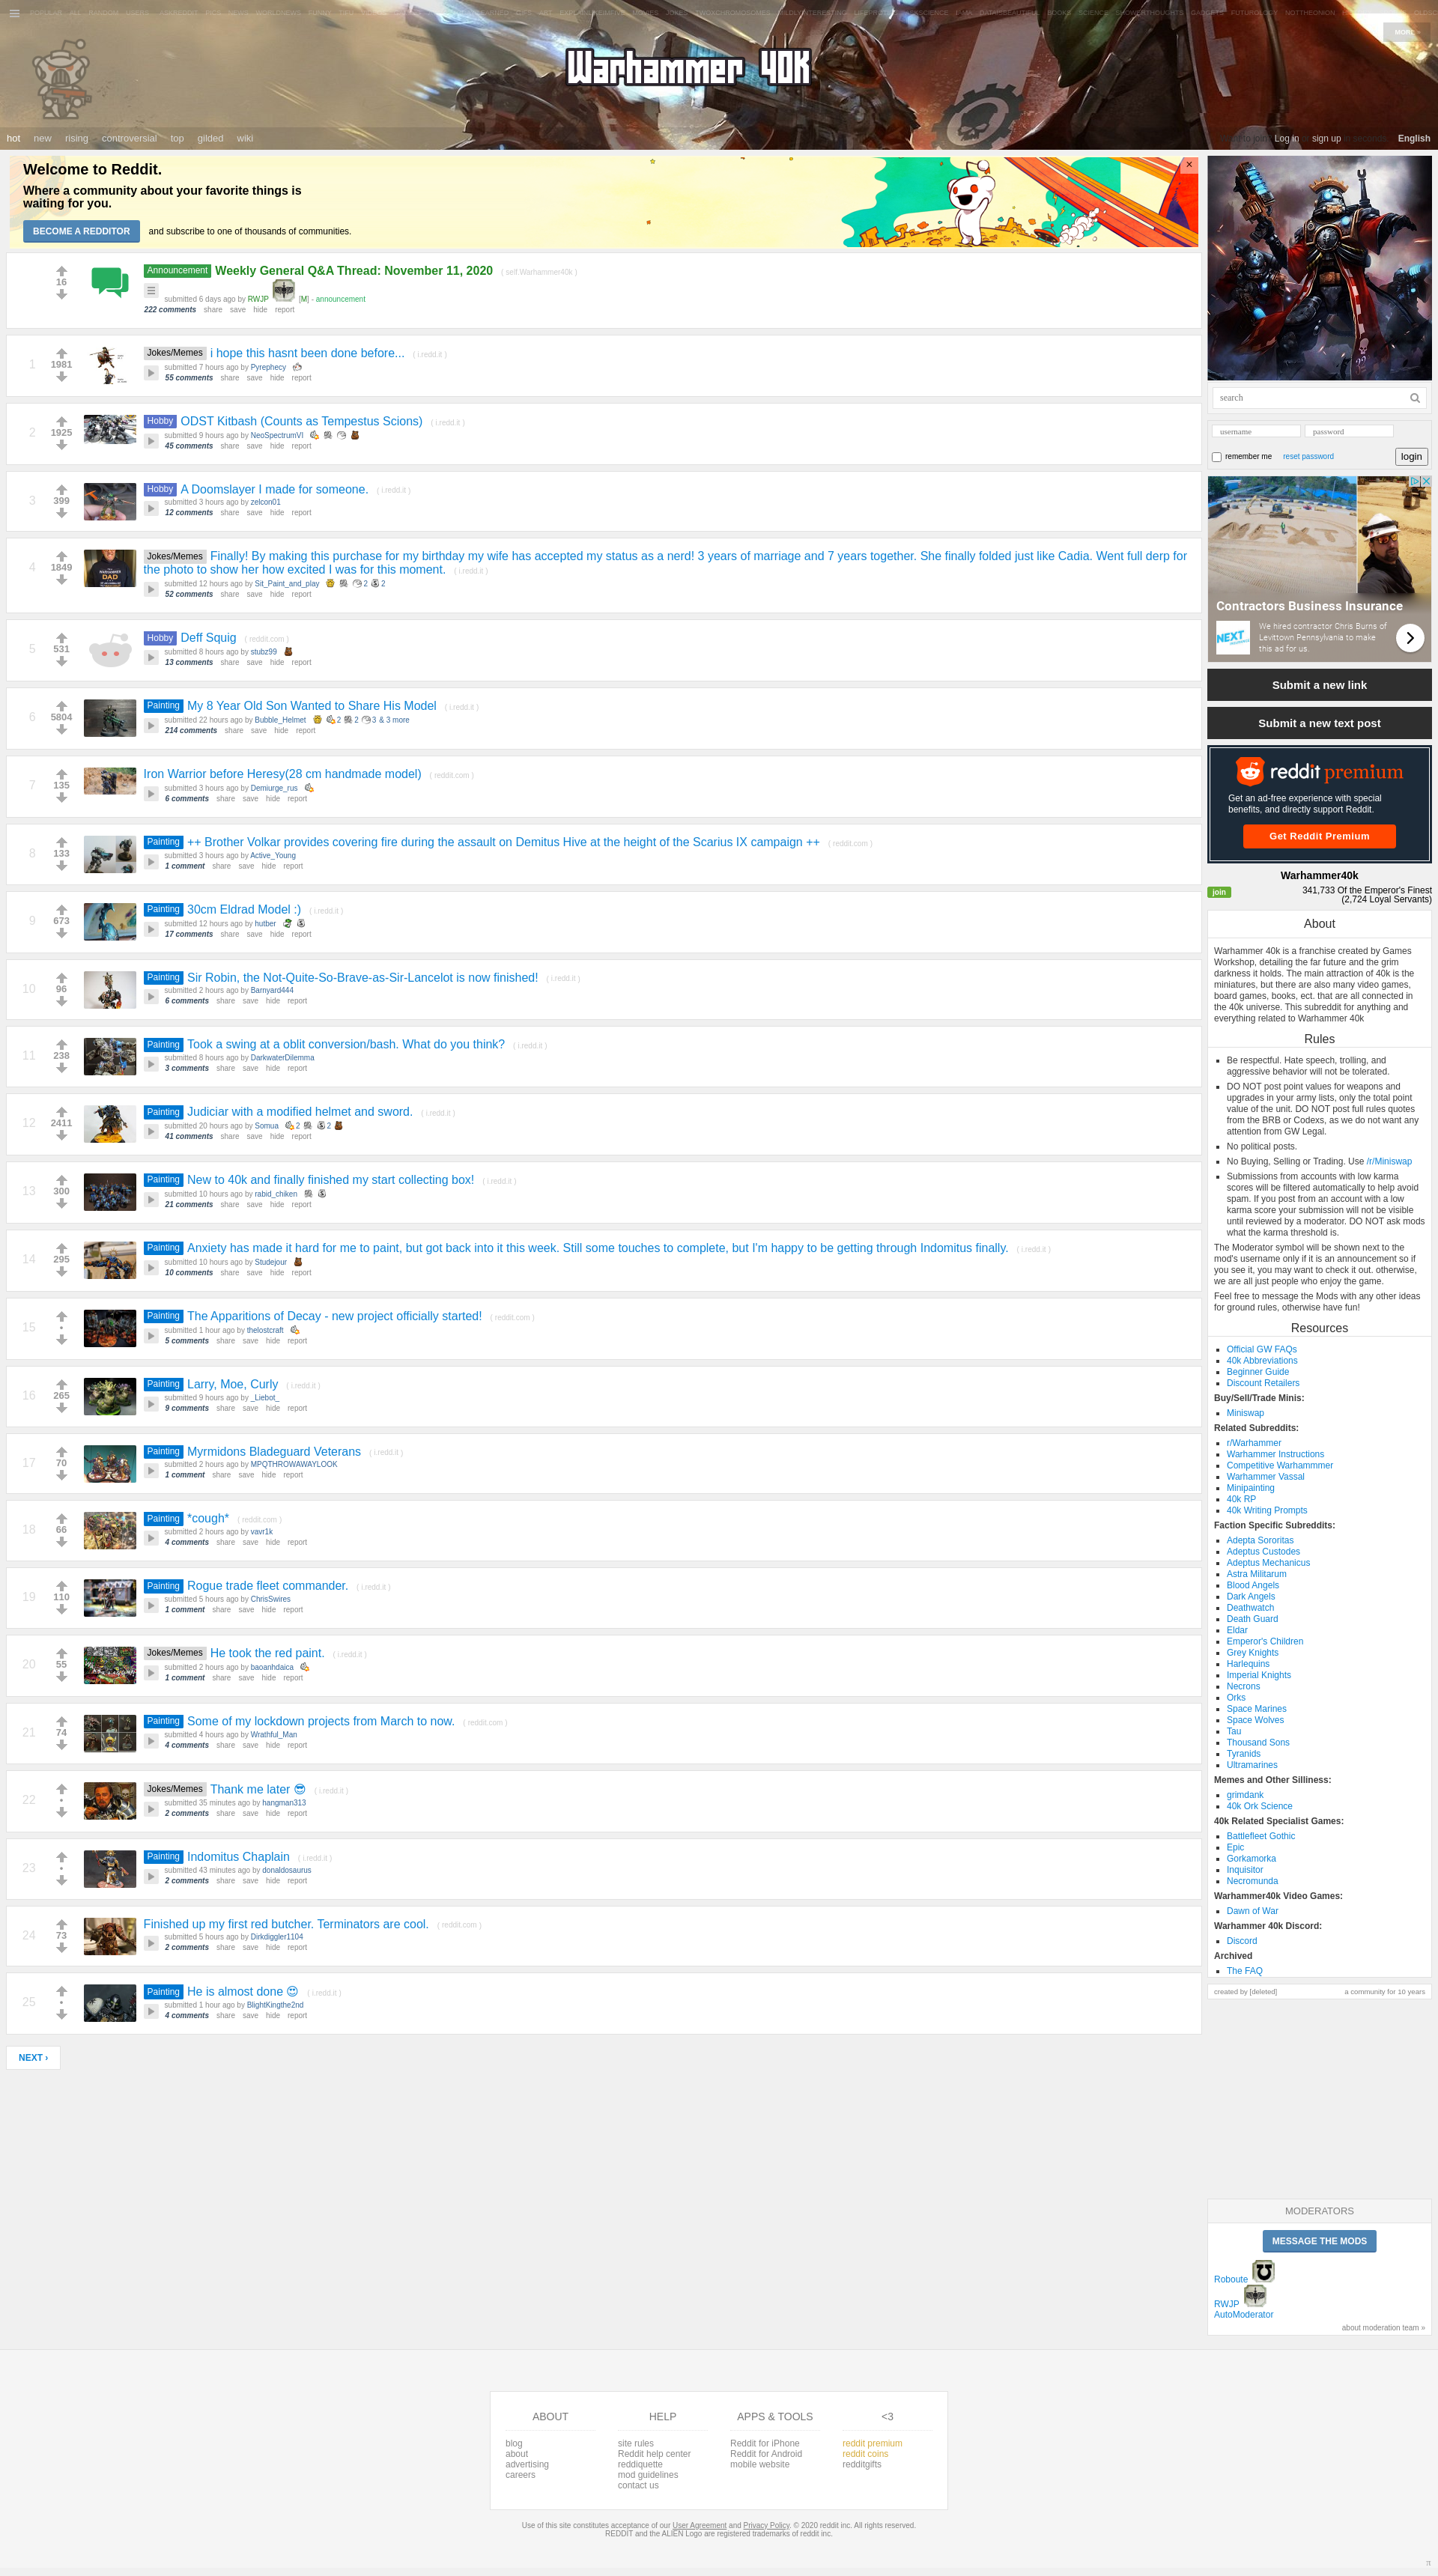 Warhammer 40K
MORE »
hot new rising controversial top gilded wiki
Log in sign up English
Welcome to Reddit.
Where a community about your favorite things is
waiting for you.
BECOME A REDDITOR and subscribe to one of thousands of communities.
×
16
Announcement Weekly General Q&A Thread: November 11, 2020 ( self.Warhammer40k )
submitted 6 days ago by RWJP [M] - announcement
222 comments share save hide report
1
1981
Jokes/Memes i hope this hasnt been done before... ( i.redd.it )
submitted 7 hours ago by Pyrephecy
55 comments share save hide report
2
1925
Hobby ODST Kitbash (Counts as Tempestus Scions) ( i.redd.it )
submitted 9 hours ago by NeoSpectrumVI
45 comments share save hide report
3
399
Hobby A Doomslayer I made for someone. ( i.redd.it )
submitted 3 hours ago by zelcon01
12 comments share save hide report
4
1849
Jokes/Memes Finally! By making this purchase for my birthday my wife has accepted my status as a nerd! 3 years of marriage and 7 years together. She finally folded just like Cadia. Went full derp for
the photo to show her how excited I was for this moment. ( i.redd.it )
submitted 12 hours ago by Sit_Paint_and_play 2 2
52 comments share save hide report
5
531
Hobby Deff Squig ( reddit.com )
submitted 8 hours ago by stubz99
13 comments share save hide report
6
5804
Painting My 8 Year Old Son Wanted to Share His Model ( i.redd.it )
submitted 22 hours ago by Bubble_Helmet 2 2 3 & 3 more
214 comments share save hide report
7
135
Iron Warrior before Heresy(28 cm handmade model) ( reddit.com )
submitted 3 hours ago by Demiurge_rus
6 comments share save hide report
8
133
Painting ++ Brother Volkar provides covering fire during the assault on Demitus Hive at the height of the Scarius IX campaign ++ ( reddit.com )
submitted 3 hours ago by Active_Young
1 comment share save hide report
9
673
Painting 30cm Eldrad Model :) ( i.redd.it )
submitted 12 hours ago by hutber
17 comments share save hide report
10
96
Painting Sir Robin, the Not-Quite-So-Brave-as-Sir-Lancelot is now finished! ( i.redd.it )
submitted 2 hours ago by Barnyard444
6 comments share save hide report
11
238
Painting Took a swing at a oblit conversion/bash. What do you think? ( i.redd.it )
submitted 8 hours ago by DarkwaterDilemma
3 comments share save hide report
12
2411
Painting Judiciar with a modified helmet and sword. ( i.redd.it )
submitted 20 hours ago by Somua 2 2
41 comments share save hide report
13
300
Painting New to 40k and finally finished my start collecting box! ( i.redd.it )
submitted 10 hours ago by rabid_chiken
21 comments share save hide report
14
295
Painting Anxiety has made it hard for me to paint, but got back into it this week. Still some touches to complete, but I'm happy to be getting through Indomitus finally. ( i.redd.it )
submitted 10 hours ago by Studejour
10 comments share save hide report
15
•
Painting The Apparitions of Decay - new project officially started! ( reddit.com )
submitted 1 hour ago by thelostcraft
5 comments share save hide report
16
265
Painting Larry, Moe, Curly ( i.redd.it )
submitted 9 hours ago by _Liebot_
9 comments share save hide report
17
70
Painting Myrmidons Bladeguard Veterans ( i.redd.it )
submitted 2 hours ago by MPQTHROWAWAYLOOK
1 comment share save hide report
18
66
Painting *cough* ( reddit.com )
submitted 2 hours ago by vavr1k
4 comments share save hide report
19
110
Painting Rogue trade fleet commander. ( i.redd.it )
submitted 5 hours ago by ChrisSwires
1 comment share save hide report
20
55
Jokes/Memes He took the red paint. ( i.redd.it )
submitted 2 hours ago by baoanhdaica
1 comment share save hide report
21
74
Painting Some of my lockdown projects from March to now. ( reddit.com )
submitted 4 hours ago by Wrathful_Man
4 comments share save hide report
22
•
Jokes/Memes Thank me later 😎 ( i.redd.it )
submitted 35 minutes ago by hangman313
2 comments share save hide report
23
•
Painting Indomitus Chaplain ( i.redd.it )
submitted 43 minutes ago by donaldosaurus
2 comments share save hide report
24
73
Finished up my first red butcher. Terminators are cool. ( reddit.com )
submitted 5 hours ago by Dirkdiggler1104
2 comments share save hide report
25
•
Painting He is almost done 😍 ( i.redd.it )
submitted 1 hour ago by BlightKingthe2nd
4 comments share save hide report
NEXT ›
search
username password
remember me reset password login
Contractors Business Insurance
NEXT
We hired contractor Chris Burns of
Levittown Pennsylvania to make
this ad for us.
Submit a new link
Submit a new text post
reddit premium
Get an ad-free experience with special
benefits, and directly support Reddit.
Get Reddit Premium
Warhammer40k
join 341,733 Of the Emperor's Finest
(2,724 Loyal Servants)
About
Warhammer 40k is a franchise created by Games
Workshop, detailing the far future and the grim
darkness it holds. The main attraction of 40k is the
miniatures, but there are also many video games,
board games, books, ect. that are all connected in
the 40k universe. This subreddit for anything and
everything related to Warhammer 40k
Rules
Be respectful. Hate speech, trolling, and
aggressive behavior will not be tolerated.
DO NOT post point values for weapons and
upgrades in your army lists, only the total point
value of the unit. DO NOT post full rules quotes
from the BRB or Codexs, as we do not want any
attention from GW Legal.
No political posts.
No Buying, Selling or Trading. Use /r/Miniswap
Submissions from accounts with low karma
scores will be filtered automatically to help avoid
spam. If you post from an account with a low
karma score your submission will not be visible
until reviewed by a moderator. DO NOT ask mods
what the karma threshold is.
The Moderator symbol will be shown next to the
mod's username only if it is an announcement so if
you see it, you may want to check it out. otherwise,
we are all just people who enjoy the game.
Feel free to message the Mods with any other ideas
for ground rules, otherwise have fun!
Resources
Official GW FAQs
40k Abbreviations
Beginner Guide
Discount Retailers
Buy/Sell/Trade Minis:
Miniswap
Related Subreddits:
r/Warhammer
Warhammer Instructions
Competitive Warhammmer
Warhammer Vassal
Minipainting
40k RP
40k Writing Prompts
Faction Specific Subreddits:
Adepta Sororitas
Adeptus Custodes
Adeptus Mechanicus
Astra Militarum
Blood Angels
Dark Angels
Deathwatch
Death Guard
Eldar
Emperor's Children
Grey Knights
Harlequins
Imperial Knights
Necrons
Orks
Space Marines
Space Wolves
Tau
Thousand Sons
Tyranids
Ultramarines
Memes and Other Silliness:
grimdank
40k Ork Science
40k Related Specialist Games:
Battlefleet Gothic
Epic
Gorkamorka
Inquisitor
Necromunda
Warhammer40k Video Games:
Dawn of War
Warhammer 40k Discord:
Discord
Archived
The FAQ
created by [deleted] a community for 10 years
MODERATORS
MESSAGE THE MODS
Roboute
RWJP
AutoModerator
about moderation team »
ABOUT
blog
about
advertising
careers
HELP
site rules
Reddit help center
reddiquette
mod guidelines
contact us
APPS & TOOLS
Reddit for iPhone
Reddit for Android
mobile website
<3
reddit premium
reddit coins
redditgifts
Use of this site constitutes acceptance of our User Agreement and Privacy Policy. © 2020 reddit inc. All rights reserved.
REDDIT and the ALIEN Logo are registered trademarks of reddit inc.
π